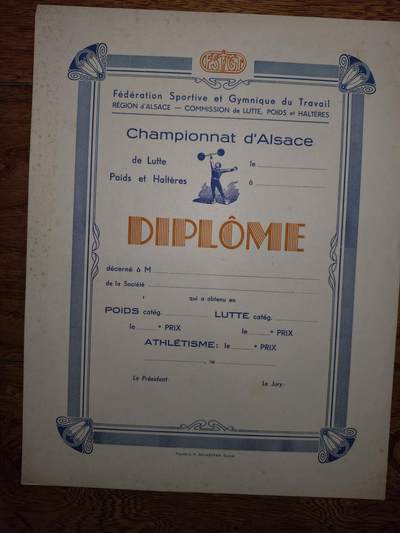 FSGT
Fédération Sportive et Gymnique du Travail
RÉGION d'ALSACE — COMMISSION de LUTTE, POIDS et HALTÈRES
Championnat d'Alsace
de Lutte le
Poids et Haltères à
DIPLÔME
décerné à M
de la Société
qui a obtenu en
POIDS catég. LUTTE catég.
le ° PRIX le ° PRIX
ATHLÉTISME: le ° PRIX
le
Le Président: Le Jury: